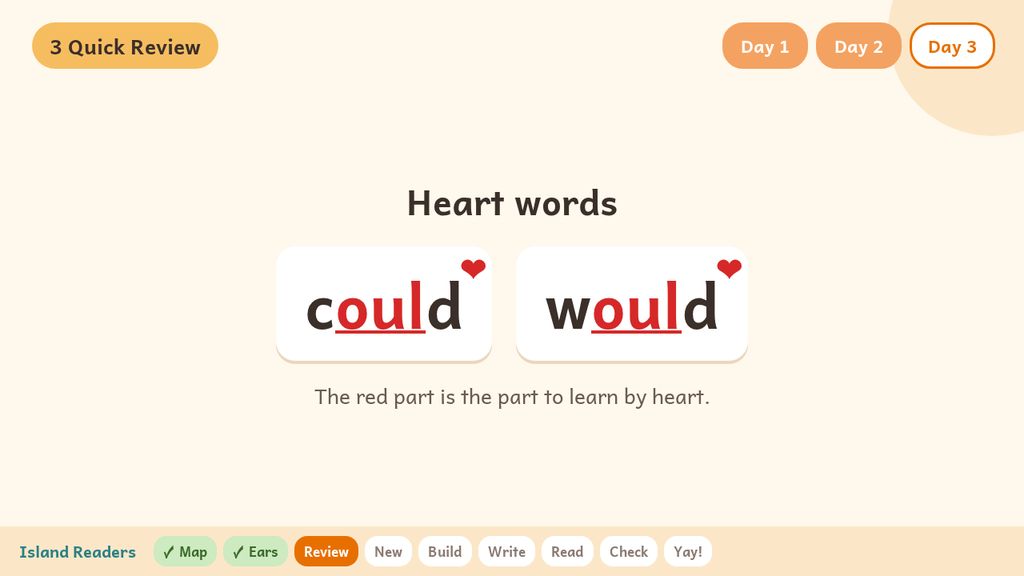 3 Quick Review
Day 1 Day 2 Day 3
Heart words
could ❤ would ❤
The red part is the part to learn by heart.
Island Readers ✓ Map ✓ Ears Review New Build Write Read Check Yay!